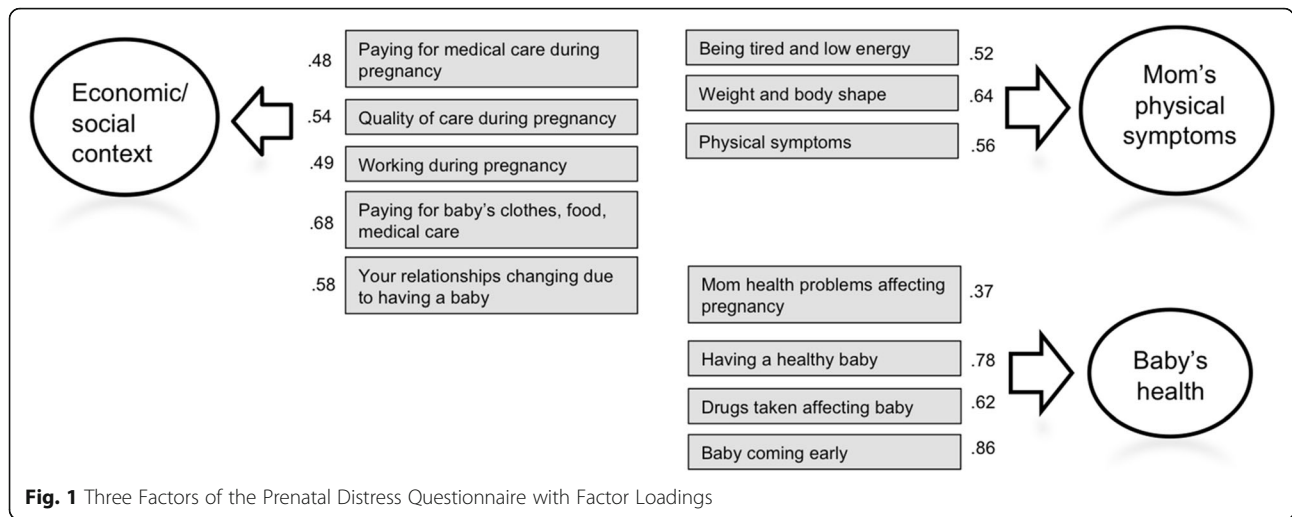 Economic/
social
context
.48
Paying for medical care during
pregnancy
.54
Quality of care during pregnancy
.49
Working during pregnancy
.68
Paying for baby's clothes, food,
medical care
.58
Your relationships changing due
to having a baby
Being tired and low energy
.52
Weight and body shape
.64
Physical symptoms
.56
Mom's
physical
symptoms
Mom health problems affecting
pregnancy
.37
Having a healthy baby
.78
Drugs taken affecting baby
.62
Baby coming early
.86
Baby's
health
Fig. 1 Three Factors of the Prenatal Distress Questionnaire with Factor Loadings